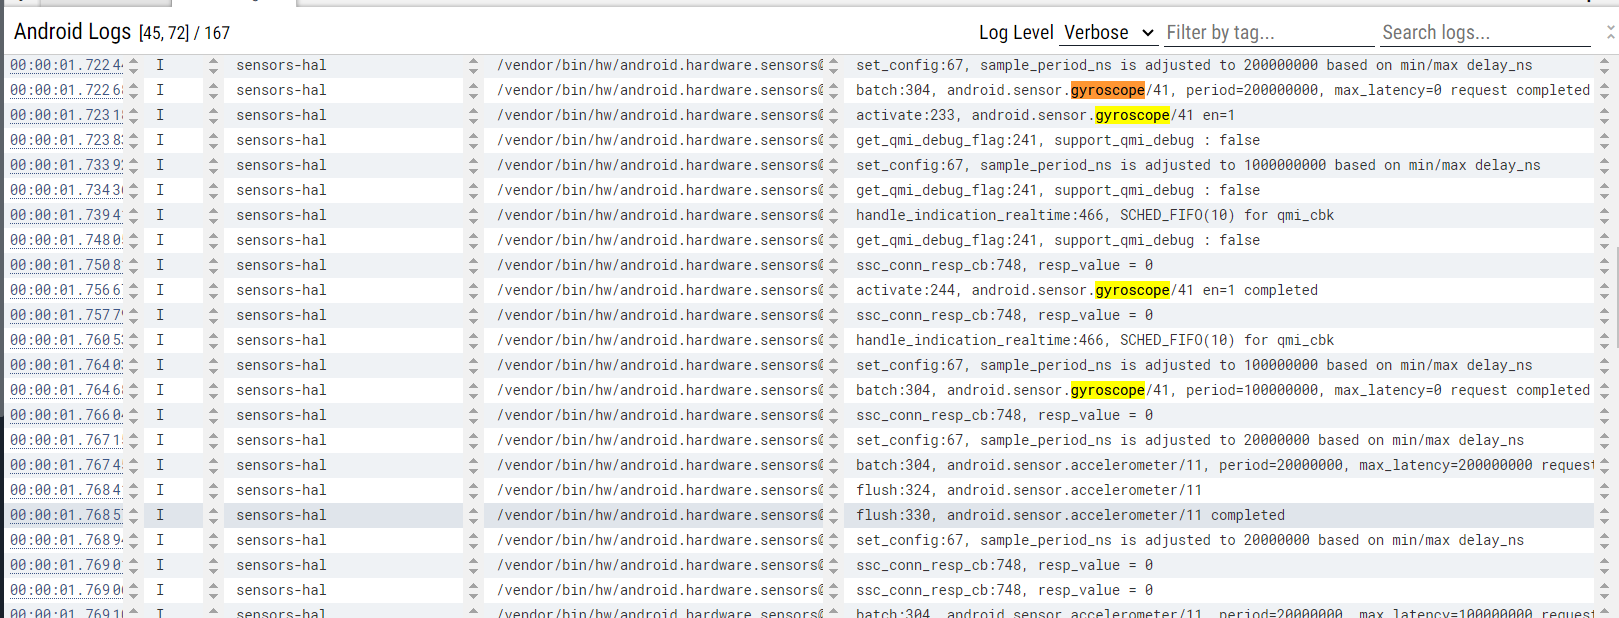 Android Logs [45, 72] / 167 Log Level Verbose Filter by tag... Search logs...
00:00:01.722 I sensors-hal /vendor/bin/hw/android.hardware.sensors@ set_config:67, sample_period_ns is adjusted to 200000000 based on min/max delay_ns
00:00:01.722 I sensors-hal /vendor/bin/hw/android.hardware.sensors@ batch:304, android.sensor.gyroscope/41, period=200000000, max_latency=0 request completed
00:00:01.723 I sensors-hal /vendor/bin/hw/android.hardware.sensors@ activate:233, android.sensor.gyroscope/41 en=1
00:00:01.723 I sensors-hal /vendor/bin/hw/android.hardware.sensors@ get_qmi_debug_flag:241, support_qmi_debug : false
00:00:01.733 I sensors-hal /vendor/bin/hw/android.hardware.sensors@ set_config:67, sample_period_ns is adjusted to 1000000000 based on min/max delay_ns
00:00:01.734 I sensors-hal /vendor/bin/hw/android.hardware.sensors@ get_qmi_debug_flag:241, support_qmi_debug : false
00:00:01.739 I sensors-hal /vendor/bin/hw/android.hardware.sensors@ handle_indication_realtime:466, SCHED_FIFO(10) for qmi_cbk
00:00:01.748 I sensors-hal /vendor/bin/hw/android.hardware.sensors@ get_qmi_debug_flag:241, support_qmi_debug : false
00:00:01.750 I sensors-hal /vendor/bin/hw/android.hardware.sensors@ ssc_conn_resp_cb:748, resp_value = 0
00:00:01.756 I sensors-hal /vendor/bin/hw/android.hardware.sensors@ activate:244, android.sensor.gyroscope/41 en=1 completed
00:00:01.757 I sensors-hal /vendor/bin/hw/android.hardware.sensors@ ssc_conn_resp_cb:748, resp_value = 0
00:00:01.760 I sensors-hal /vendor/bin/hw/android.hardware.sensors@ handle_indication_realtime:466, SCHED_FIFO(10) for qmi_cbk
00:00:01.764 I sensors-hal /vendor/bin/hw/android.hardware.sensors@ set_config:67, sample_period_ns is adjusted to 100000000 based on min/max delay_ns
00:00:01.764 I sensors-hal /vendor/bin/hw/android.hardware.sensors@ batch:304, android.sensor.gyroscope/41, period=100000000, max_latency=0 request completed
00:00:01.766 I sensors-hal /vendor/bin/hw/android.hardware.sensors@ ssc_conn_resp_cb:748, resp_value = 0
00:00:01.767 I sensors-hal /vendor/bin/hw/android.hardware.sensors@ set_config:67, sample_period_ns is adjusted to 20000000 based on min/max delay_ns
00:00:01.767 I sensors-hal /vendor/bin/hw/android.hardware.sensors@ batch:304, android.sensor.accelerometer/11, period=20000000, max_latency=200000000 request
00:00:01.768 I sensors-hal /vendor/bin/hw/android.hardware.sensors@ flush:324, android.sensor.accelerometer/11
00:00:01.768 I sensors-hal /vendor/bin/hw/android.hardware.sensors@ flush:330, android.sensor.accelerometer/11 completed
00:00:01.768 I sensors-hal /vendor/bin/hw/android.hardware.sensors@ set_config:67, sample_period_ns is adjusted to 20000000 based on min/max delay_ns
00:00:01.769 I sensors-hal /vendor/bin/hw/android.hardware.sensors@ ssc_conn_resp_cb:748, resp_value = 0
00:00:01.769 I sensors-hal /vendor/bin/hw/android.hardware.sensors@ ssc_conn_resp_cb:748, resp_value = 0
00:00:01.769 I sensors-hal /vendor/bin/hw/android.hardware.sensors@ batch:304, android.sensor.accelerometer/11, period=20000000, max_latency=100000000 request